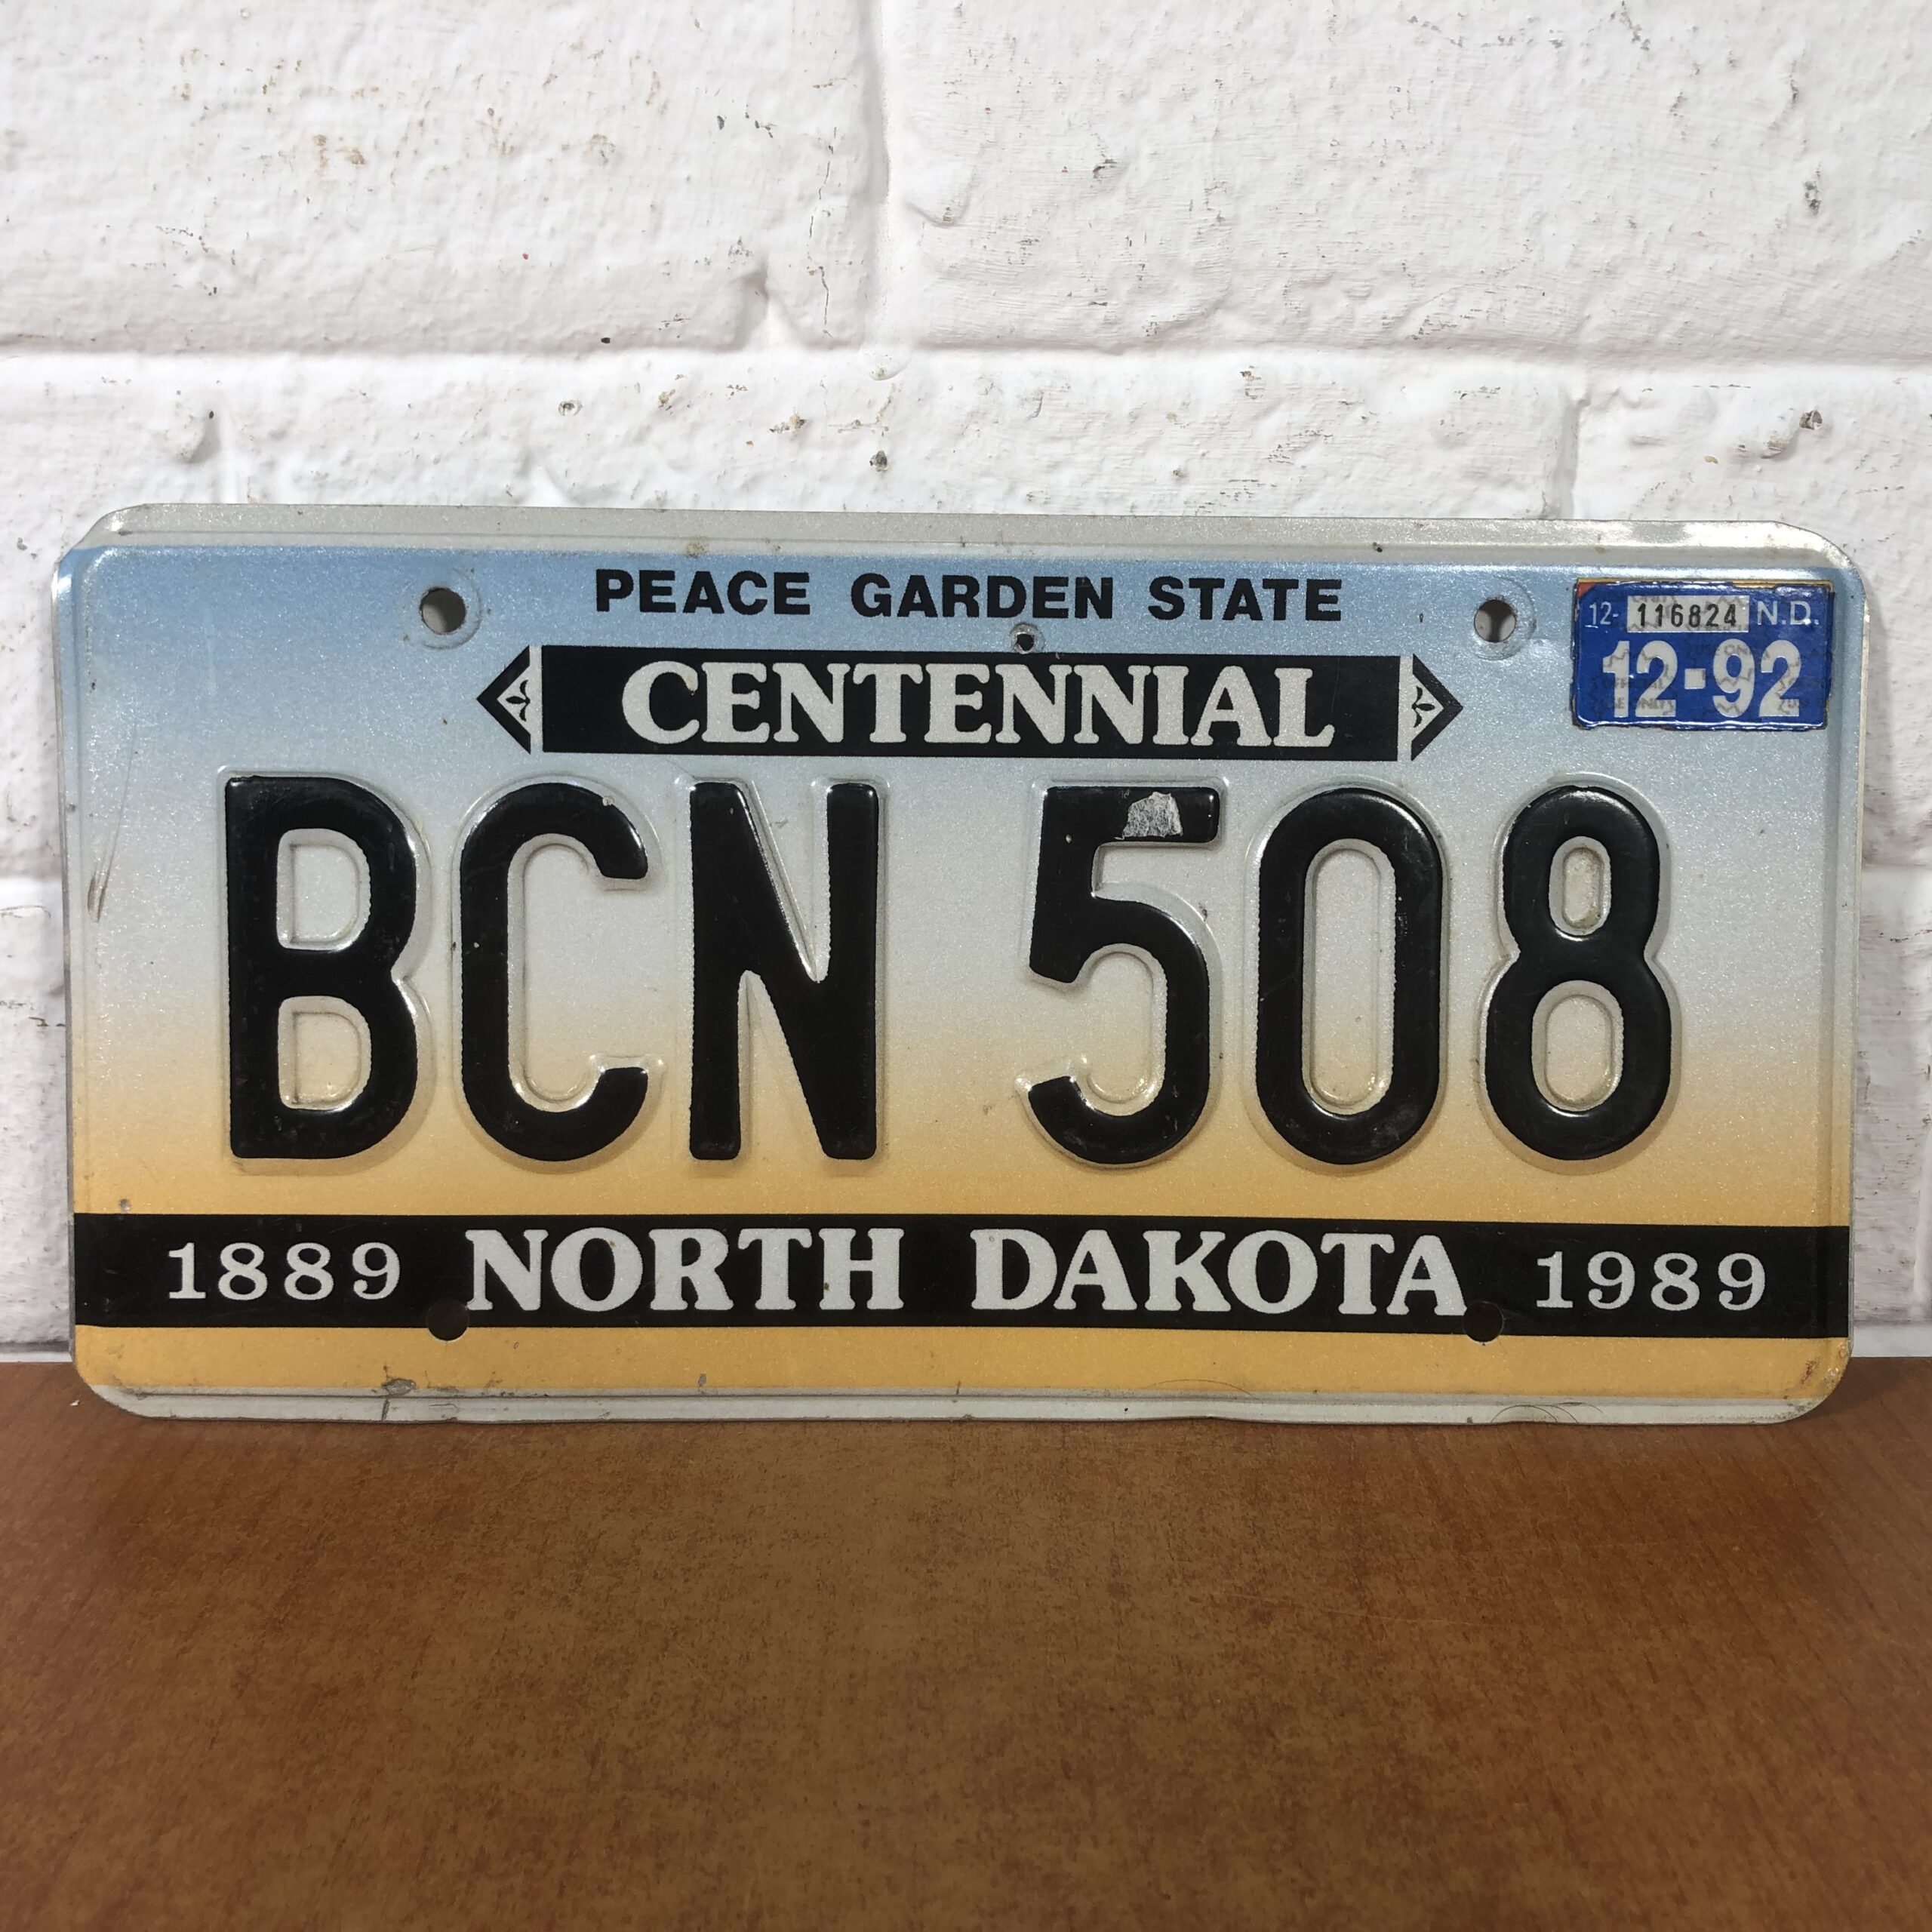 PEACE GARDEN STATE
CENTENNIAL
12- 116824 N.D.
12-92
BCN 508
1889 NORTH DAKOTA 1989